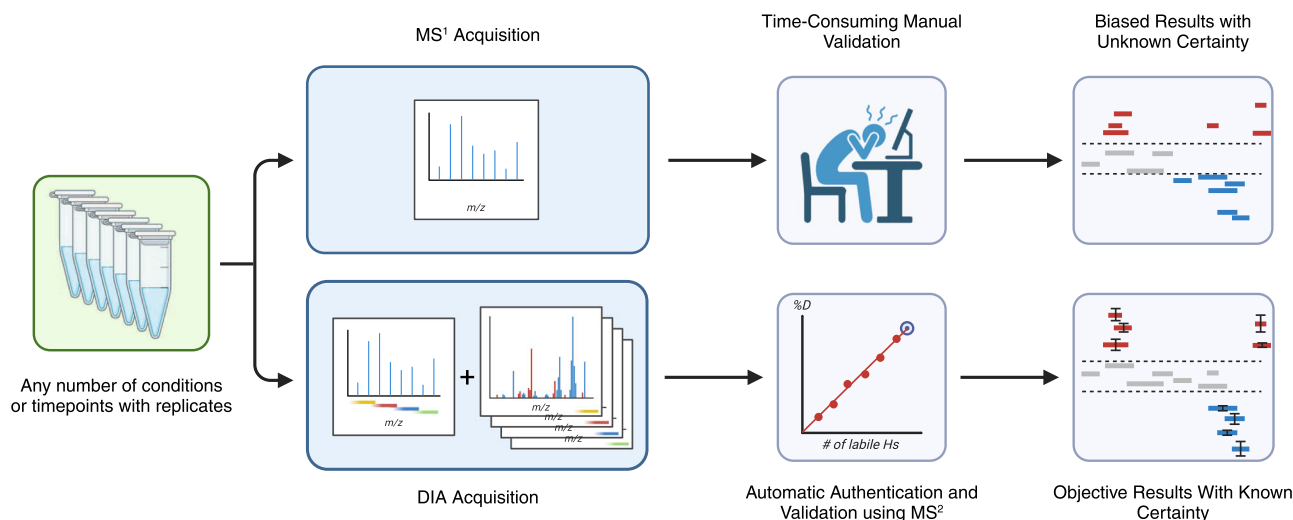 MS¹ Acquisition
Time-Consuming Manual
Validation
Biased Results with
Unknown Certainty
m/z
Any number of conditions
or timepoints with replicates
m/z
+
m/z
m/z
m/z
m/z
DIA Acquisition
%D
# of labile Hs
Automatic Authentication and
Validation using MS²
Objective Results With Known
Certainty